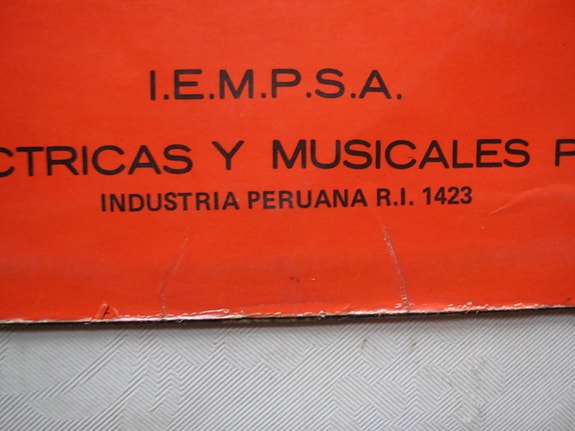 I.E.M.P.S.A.
CTRICAS Y MUSICALES P
INDUSTRIA PERUANA R.I. 1423